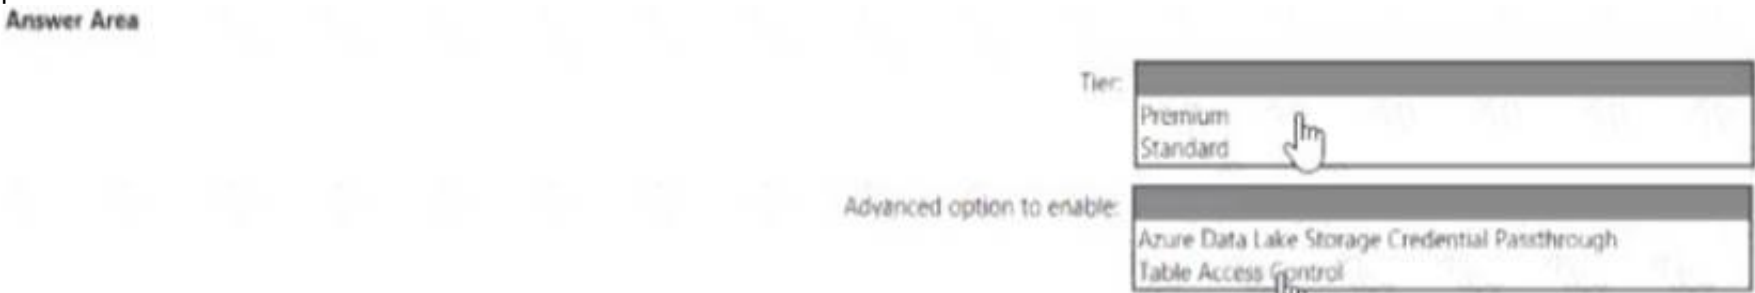 Answer Area
Tier:
Premium
Standard
Advanced option to enable:
Azure Data Lake Storage Credential Passthrough
Table Access Control